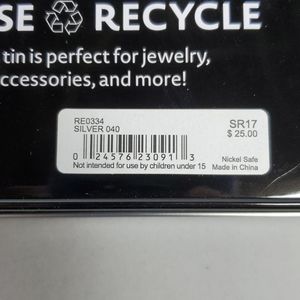 SE ♻ RECYCLE
tin is perfect for jewelry,
accessories, and more!
RE0334
SILVER 040
SR17
$ 25.00
0 24576 23091 3
Nickel Safe
Not intended for use by children under 15
Made in China